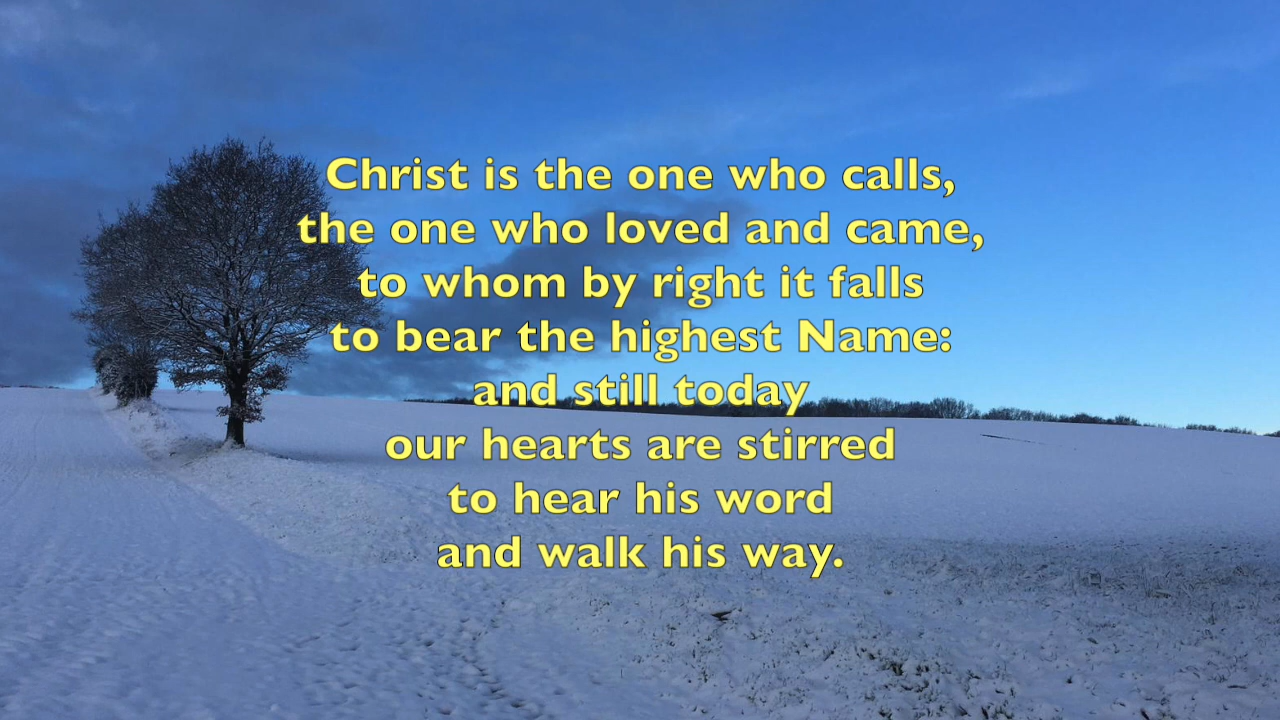 Christ is the one who calls,
the one who loved and came,
to whom by right it falls
to bear the highest Name:
and still today
our hearts are stirred
to hear his word
and walk his way.